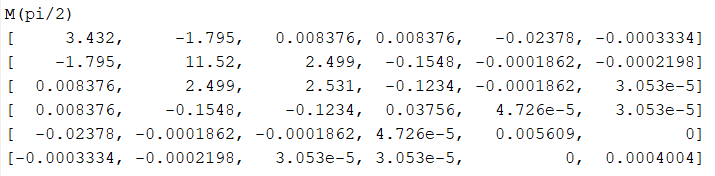 M(pi/2)
[ 3.432, -1.795, 0.008376, 0.008376, -0.02378, -0.0003334]
[ -1.795, 11.52, 2.499, -0.1548, -0.0001862, -0.0002198]
[ 0.008376, 2.499, 2.531, -0.1234, -0.0001862, 3.053e-5]
[ 0.008376, -0.1548, -0.1234, 0.03756, 4.726e-5, 3.053e-5]
[ -0.02378, -0.0001862, -0.0001862, 4.726e-5, 0.005609, 0]
[-0.0003334, -0.0002198, 3.053e-5, 3.053e-5, 0, 0.0004004]